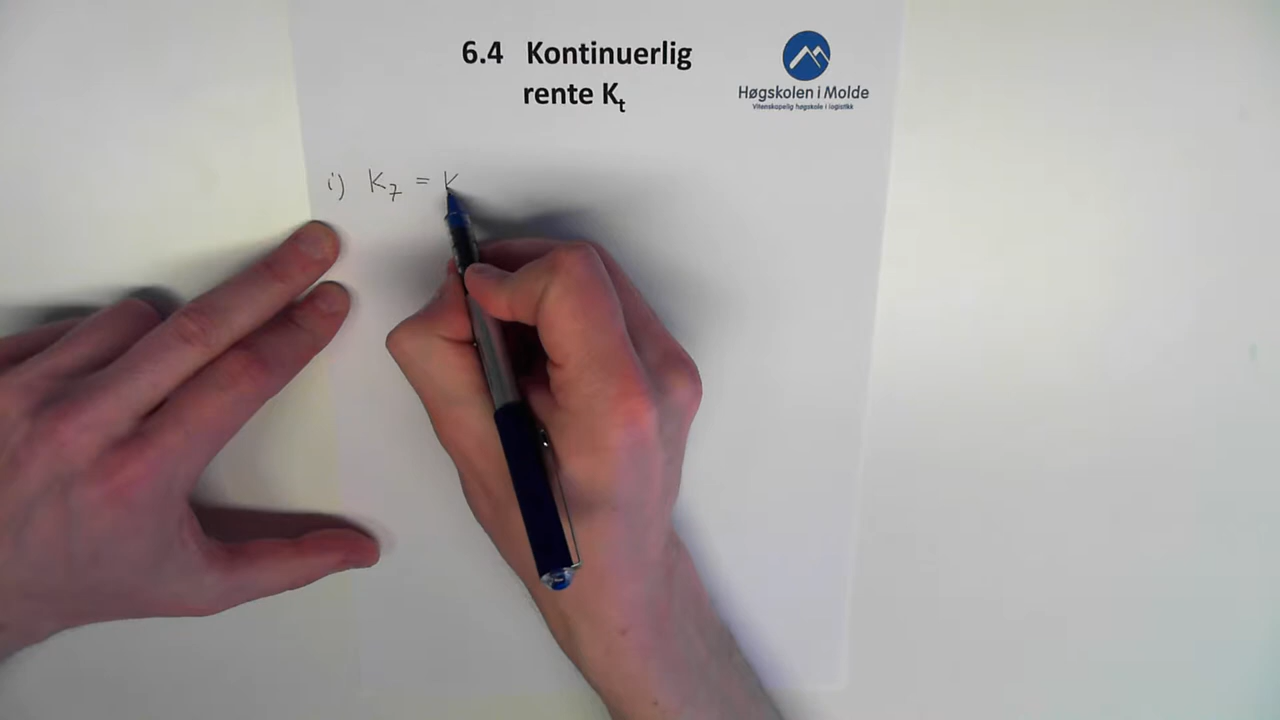 6.4 Kontinuerlig
rente Kt
Høgskolen i Molde
Vitenskapelig høgskole i logistikk
i) K7 = K